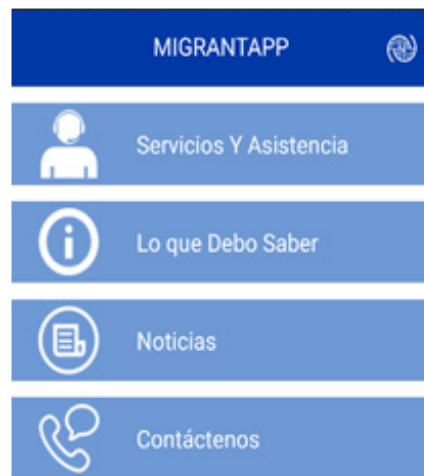 MIGRANTAPP
Servicios Y Asistencia
Lo que Debo Saber
Noticias
Contáctenos